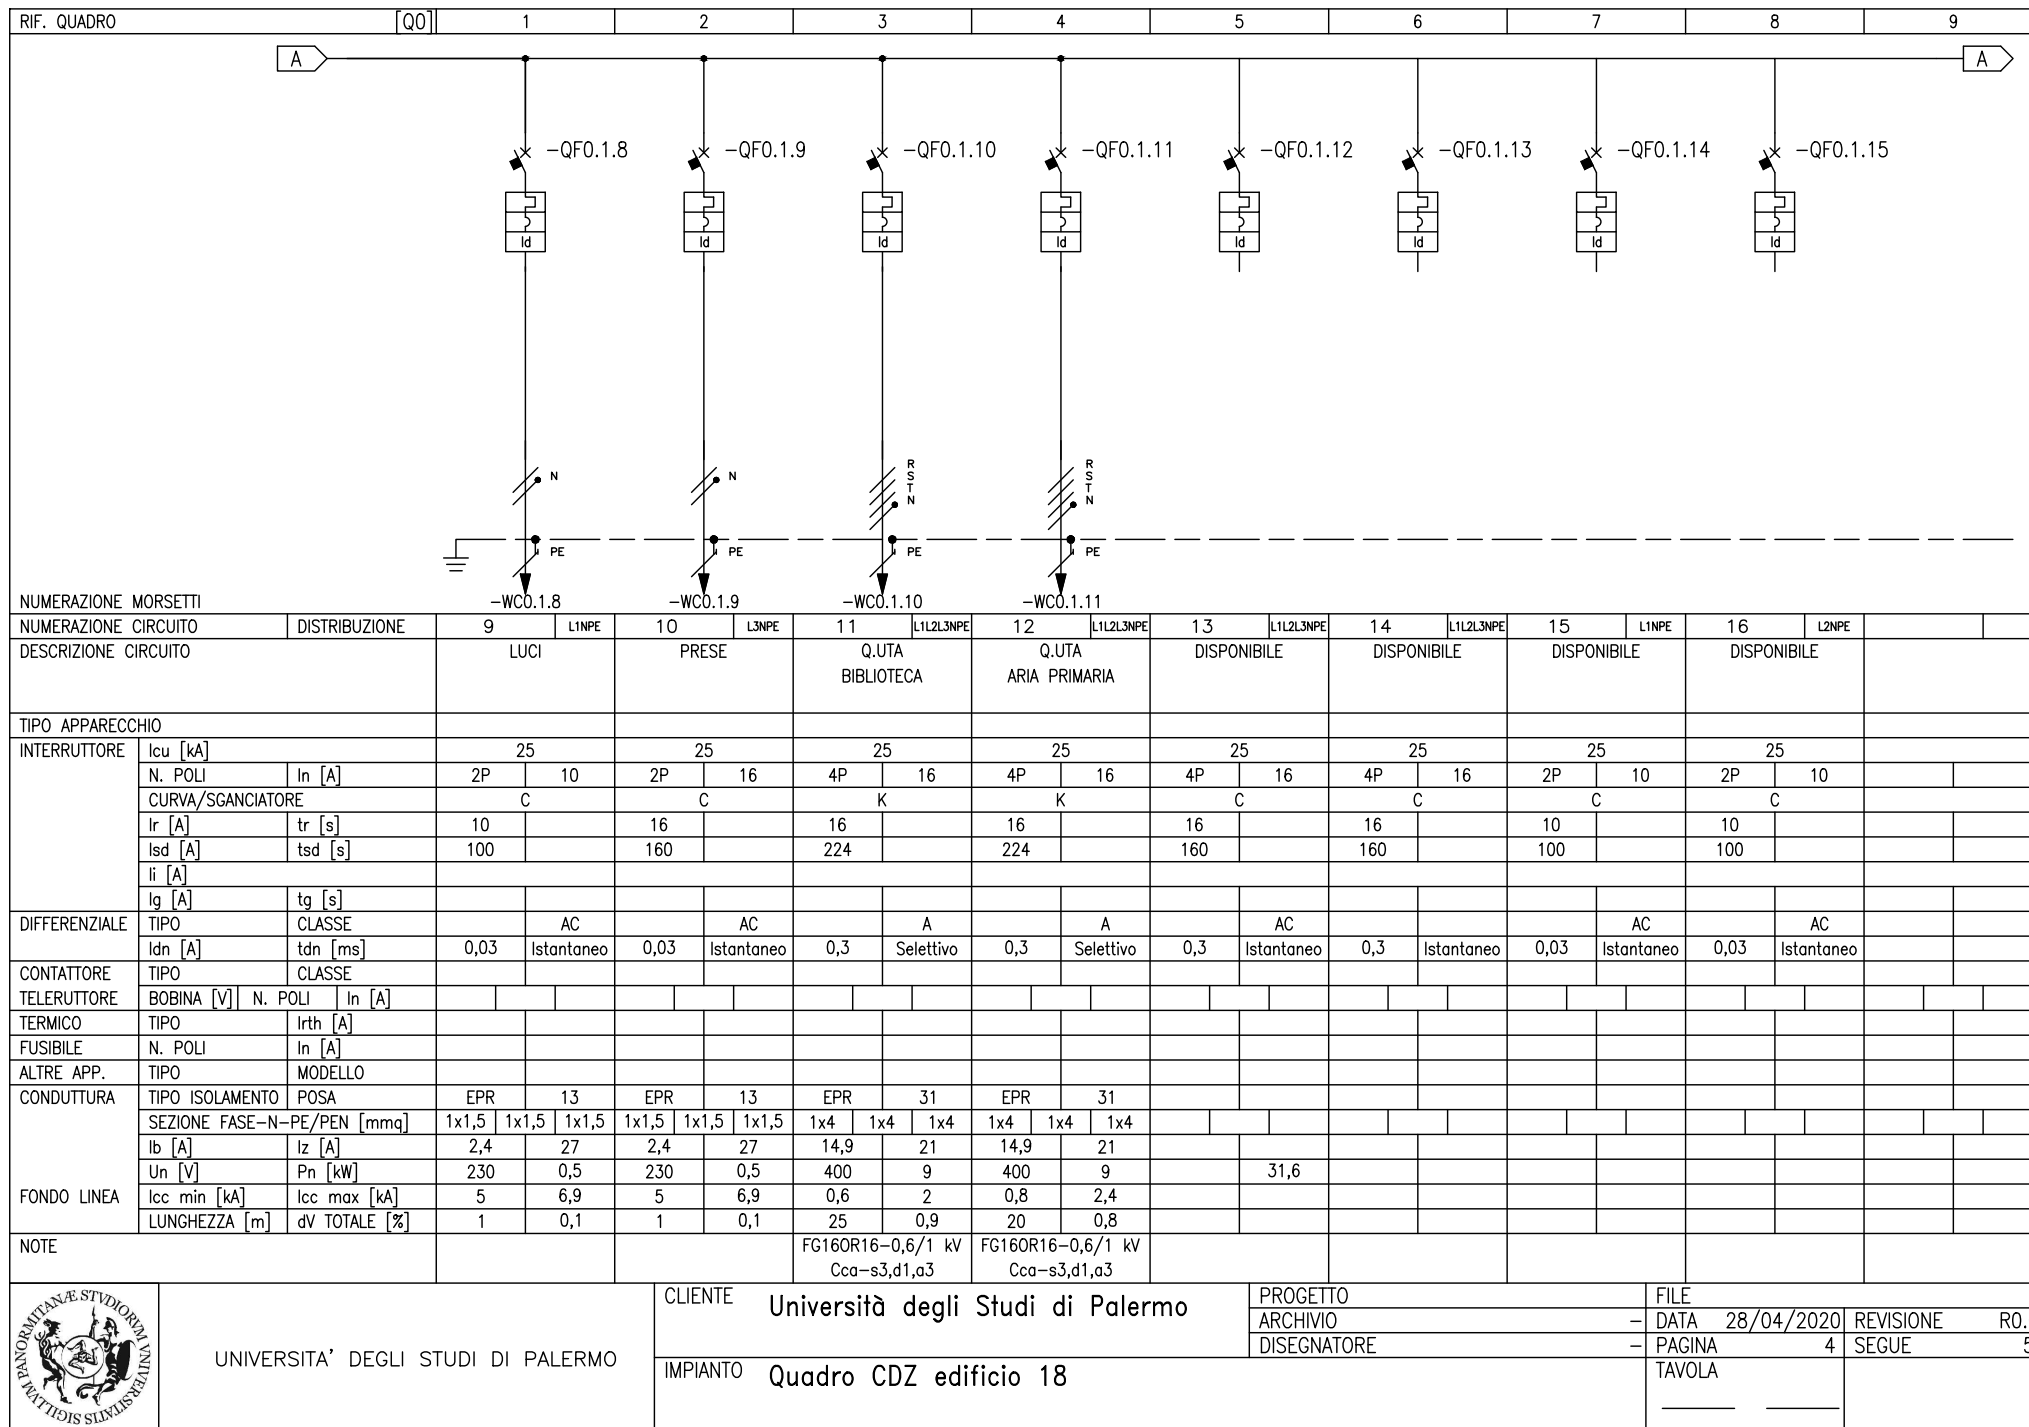 RIF. QUADRO [Q0] 1 2 3 4 5 6 7 8 9
A A
-QF0.1.8 -QF0.1.9 -QF0.1.10 -QF0.1.11 -QF0.1.12 -QF0.1.13 -QF0.1.14 -QF0.1.15
Id Id Id Id Id Id Id Id
N N R S T N R S T N
PE PE PE PE
NUMERAZIONE MORSETTI -WC0.1.8 -WC0.1.9 -WC0.1.10 -WC0.1.11
NUMERAZIONE CIRCUITO DISTRIBUZIONE 9 L1NPE 10 L3NPE 11 L1L2L3NPE 12 L1L2L3NPE 13 L1L2L3NPE 14 L1L2L3NPE 15 L1NPE 16 L2NPE
DESCRIZIONE CIRCUITO LUCI PRESE Q.UTA Q.UTA DISPONIBILE DISPONIBILE DISPONIBILE DISPONIBILE
BIBLIOTECA ARIA PRIMARIA
TIPO APPARECCHIO
INTERRUTTORE Icu [kA] 25 25 25 25 25 25 25 25
N. POLI In [A] 2P 10 2P 16 4P 16 4P 16 4P 16 4P 16 2P 10 2P 10
CURVA/SGANCIATORE C C K K C C C C
Ir [A] tr [s] 10 16 16 16 16 16 10 10
Isd [A] tsd [s] 100 160 224 224 160 160 100 100
Ii [A]
Ig [A] tg [s]
DIFFERENZIALE TIPO CLASSE AC AC A A AC AC AC
Idn [A] tdn [ms] 0,03 Istantaneo 0,03 Istantaneo 0,3 Selettivo 0,3 Selettivo 0,3 Istantaneo 0,3 Istantaneo 0,03 Istantaneo 0,03 Istantaneo
CONTATTORE TIPO CLASSE
TELERUTTORE BOBINA [V] N. POLI In [A]
TERMICO TIPO Irth [A]
FUSIBILE N. POLI In [A]
ALTRE APP. TIPO MODELLO
CONDUTTURA TIPO ISOLAMENTO POSA EPR 13 EPR 13 EPR 31 EPR 31
SEZIONE FASE-N-PE/PEN [mmq] 1x1,5 1x1,5 1x1,5 1x1,5 1x1,5 1x1,5 1x4 1x4 1x4 1x4 1x4 1x4
Ib [A] Iz [A] 2,4 27 2,4 27 14,9 21 14,9 21
Un [V] Pn [kW] 230 0,5 230 0,5 400 9 400 9 31,6
FONDO LINEA Icc min [kA] Icc max [kA] 5 6,9 5 6,9 0,6 2 0,8 2,4
LUNGHEZZA [m] dV TOTALE [%] 1 0,1 1 0,1 25 0,9 20 0,8
NOTE FG16OR16-0,6/1 kV FG16OR16-0,6/1 kV
Cca-s3,d1,a3 Cca-s3,d1,a3
SIGILLVM PANORMITANÆ STVDIORVM VNIVERSITATIS
UNIVERSITA' DEGLI STUDI DI PALERMO
CLIENTE Università degli Studi di Palermo
IMPIANTO Quadro CDZ edificio 18
PROGETTO FILE
ARCHIVIO - DATA 28/04/2020 REVISIONE R0.
DISEGNATORE - PAGINA 4 SEGUE 5
TAVOLA